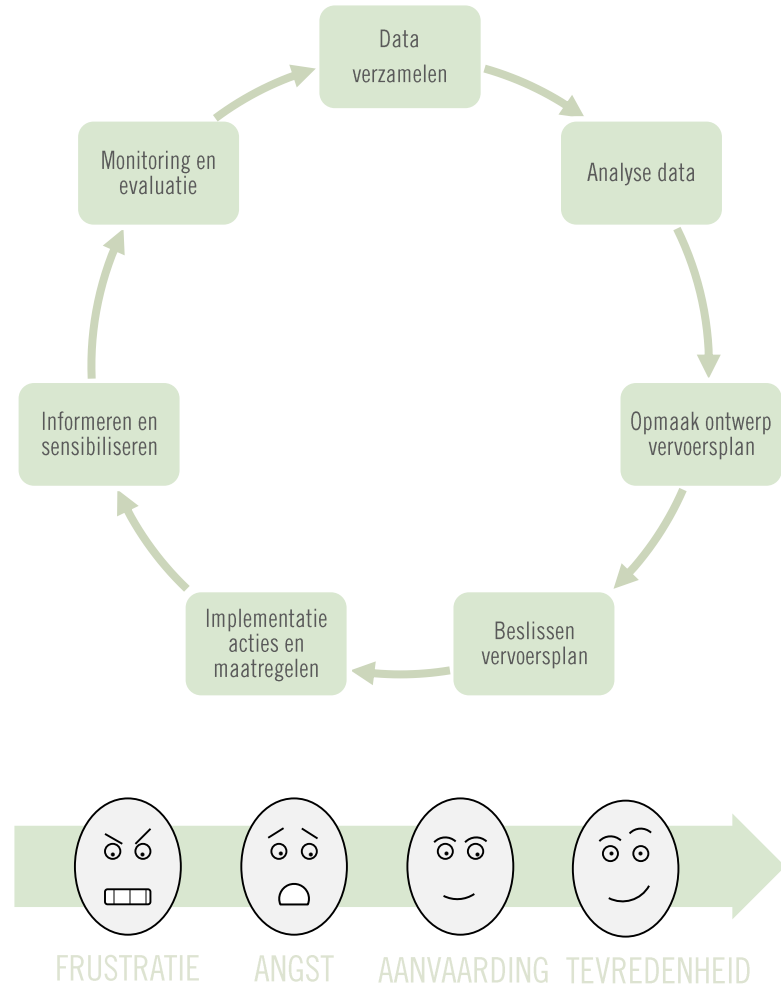 Data
verzamelen
Analyse data
Opmaak ontwerp
vervoersplan
Beslissen
vervoersplan
Implementatie
acties en
maatregelen
Informeren en
sensibiliseren
Monitoring en
evaluatie
FRUSTRATIE
ANGST
AANVAARDING
TEVREDENHEID